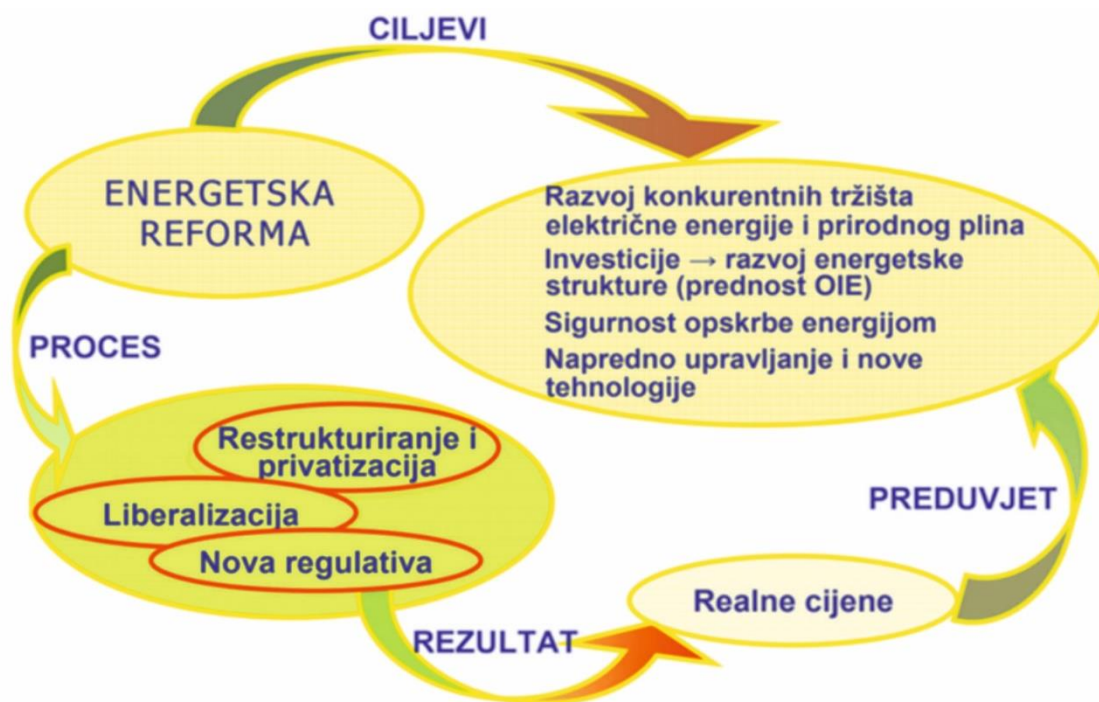 CILJEVI
ENERGETSKA
REFORMA
Razvoj konkurentnih tržišta
električne energije i prirodnog plina
Investicije → razvoj energetske
strukture (prednost OIE)
Sigurnost opskrbe energijom
Napredno upravljanje i nove
tehnologije
PROCES
Restrukturiranje i
privatizacija
Liberalizacija
Nova regulativa
PREDUVJET
Realne cijene
REZULTAT